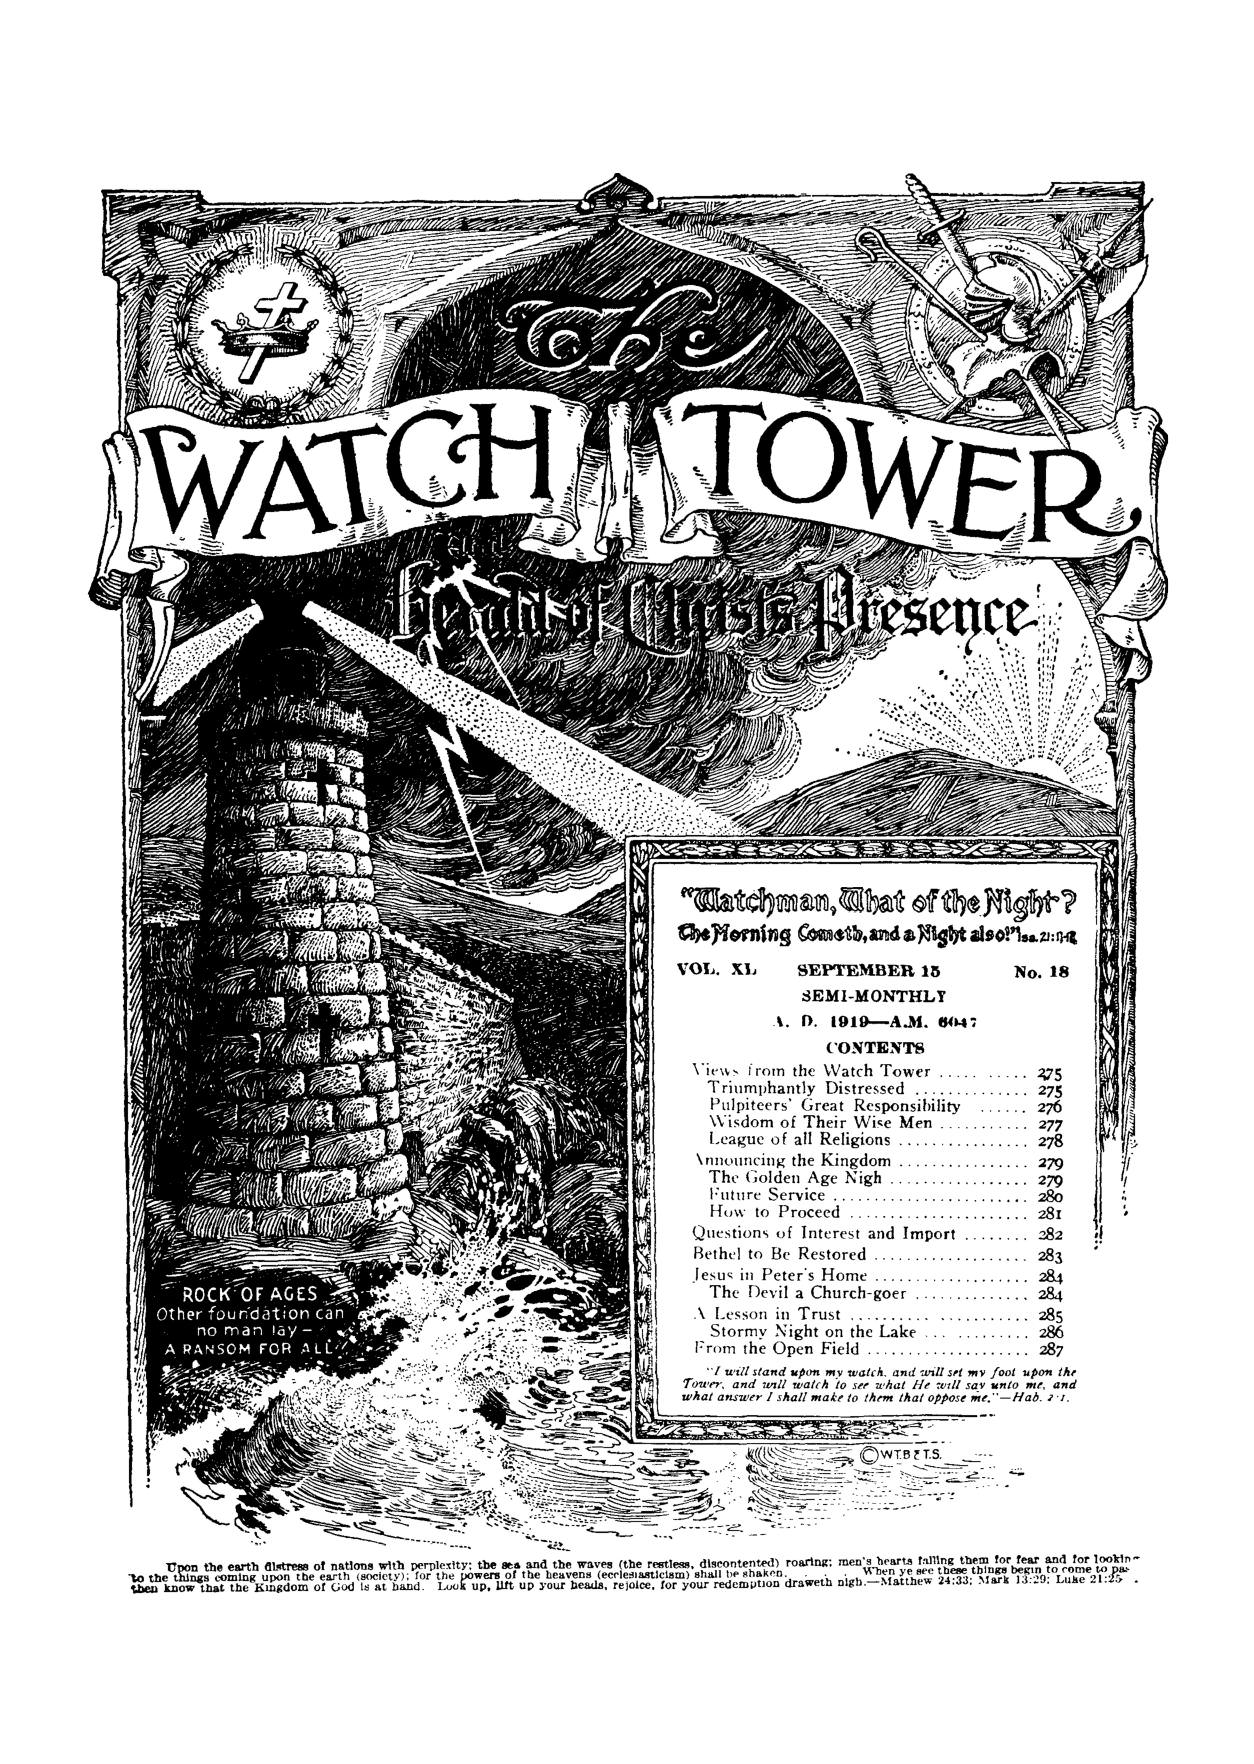 The
WATCH TOWER
And
Herald of Christs Presence
"Watchman, What of the Night?
The Morning Cometh, and a Night also!" Isa. 21:11-12
VOL. XL SEPTEMBER 15 No. 18
SEMI-MONTHLY
A. D. 1919—A.M. 6047
CONTENTS
Views from the Watch Tower ..... ..... 275
Triumphantly Distressed .............. 275
Pulpiteers' Great Responsibility ...... 276
Wisdom of Their Wise Men ........... 277
League of all Religions ................ 278
Announcing the Kingdom ................ 279
The Golden Age Nigh ................. 279
Future Service ........................ 280
How to Proceed ...................... 281
Questions of Interest and Import ........ 282
Bethel to Be Restored ................... 283
Jesus in Peter's Home ................... 284
The Devil a Church-goer .............. 284
A Lesson in Trust ...................... 285
Stormy Night on the Lake ... ......... 286
From the Open Field .................... 287
"I will stand upon my watch, and will set my foot upon the
Tower, and will watch to see what He will say unto me, and
what answer I shall make to them that oppose me."—Hab. 2:1.
ROCK OF AGES
Other foundation can
no man lay —
A RANSOM FOR ALL
©W.T.B.&T.S.
Upon the earth distress of nations with perplexity; the sea and the waves (the restless, discontented) roaring; men's hearts failing them for fear and for lookin
to the things coming upon the earth (society); for the powers of the heavens (ecclesiasticism) shall be shaken. . . . When ye see these things begin to come to pa
then know that the Kingdom of God is at hand. Look up, lift up your heads, rejoice, for your redemption draweth nigh.—Matthew 24:33; Mark 13:29; Luke 21:25